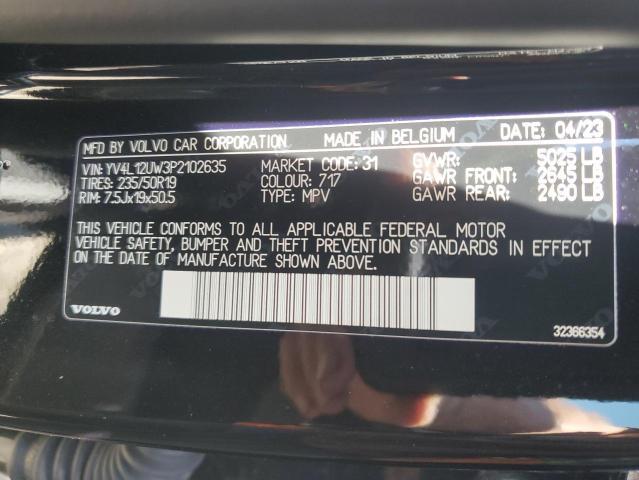 MFD BY VOLVO CAR CORPORATION MADE IN BELGIUM DATE: 04/23
VIN: YV4L12UW3P2102635 MARKET CODE: 31 GVWR: 5025 LB
TIRES: 235/50R19 COLOUR: 717 GAWR FRONT: 2645 LB
RIM: 7.5Jx19x50.5 TYPE: MPV GAWR REAR: 2490 LB
THIS VEHICLE CONFORMS TO ALL APPLICABLE FEDERAL MOTOR
VEHICLE SAFETY, BUMPER AND THEFT PREVENTION STANDARDS IN EFFECT
ON THE DATE OF MANUFACTURE SHOWN ABOVE.
VOLVO 32366354